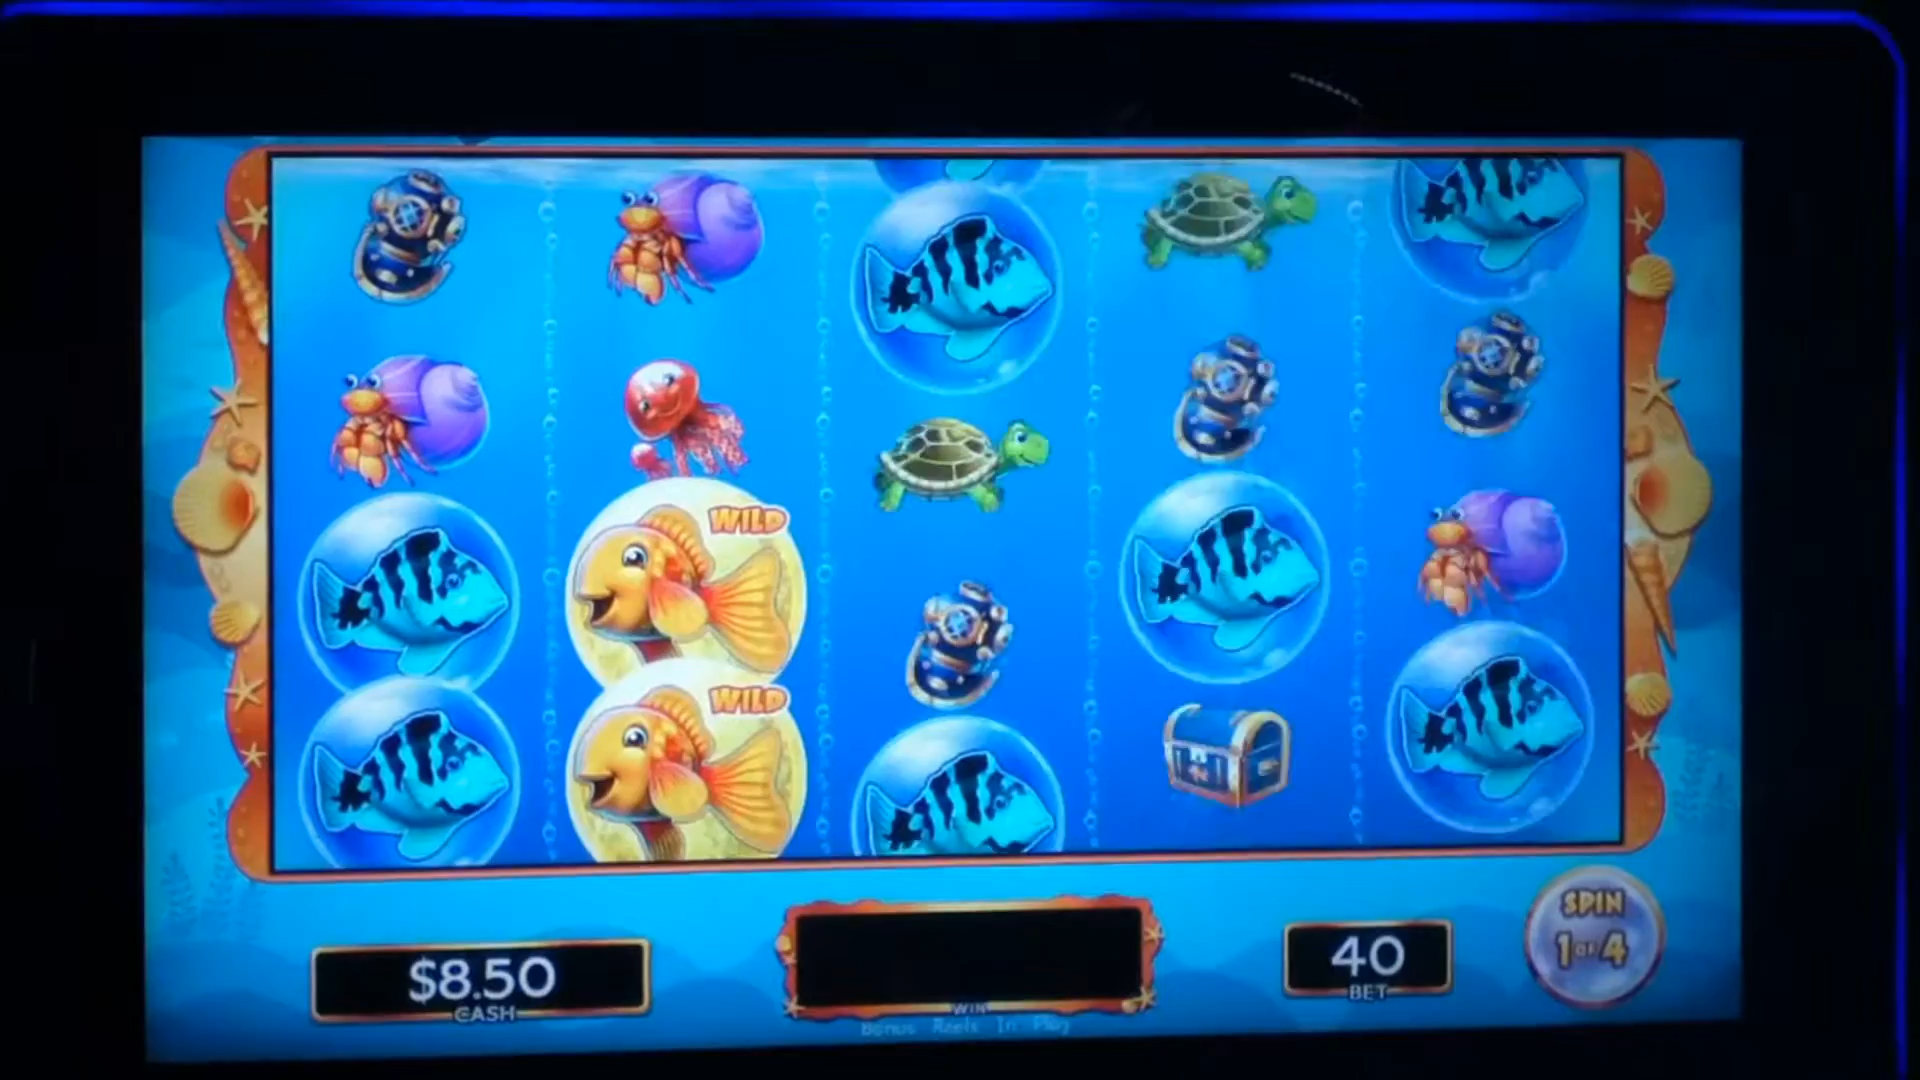 WILD
WILD
SPIN
1 OF 4
$8.50
CASH
40
BET
WIN
Bonus Reels In Play